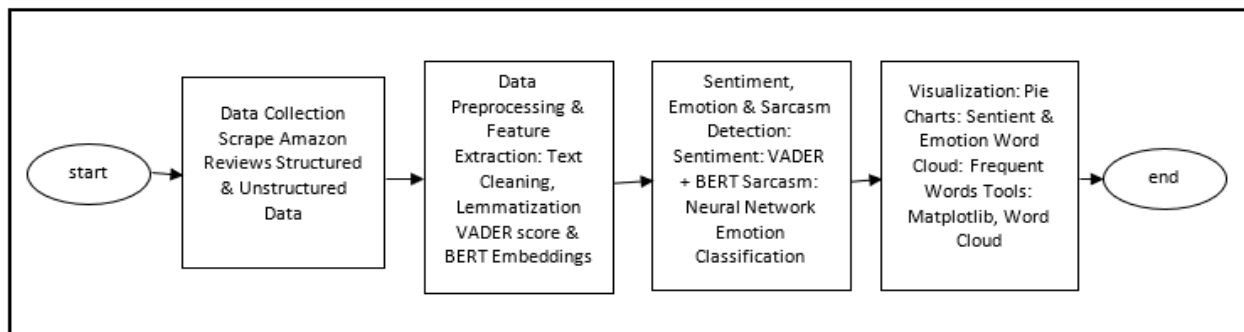 start
Data Collection
Scrape Amazon
Reviews Structured
& Unstructured
Data
Data
Preprocessing &
Feature
Extraction: Text
Cleaning,
Lemmatization
VADER score &
BERT Embeddings
Sentiment,
Emotion & Sarcasm
Detection:
Sentiment: VADER
+ BERT Sarcasm:
Neural Network
Emotion
Classification
Visualization: Pie
Charts: Sentient &
Emotion Word
Cloud: Frequent
Words Tools:
Matplotlib, Word
Cloud
end